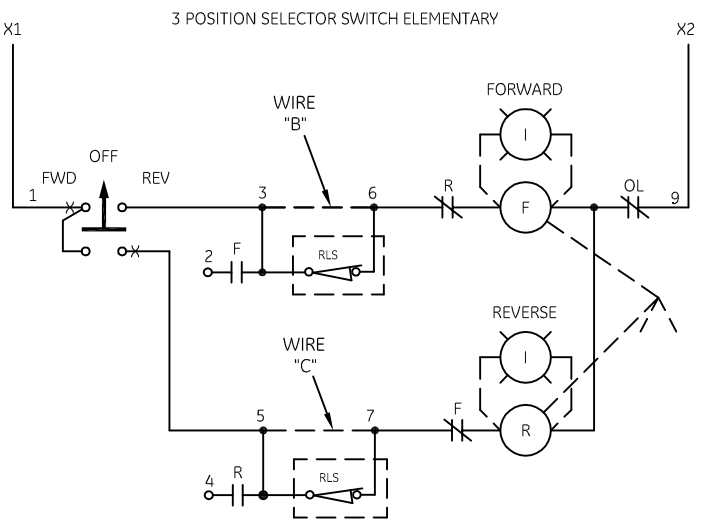 3 POSITION SELECTOR SWITCH ELEMENTARY
X1
X2
FORWARD
WIRE
"B"
I
OFF
FWD
REV
1
3
6
R
F
OL
9
2
F
RLS
REVERSE
WIRE
"C"
I
5
7
F
R
4
R
RLS